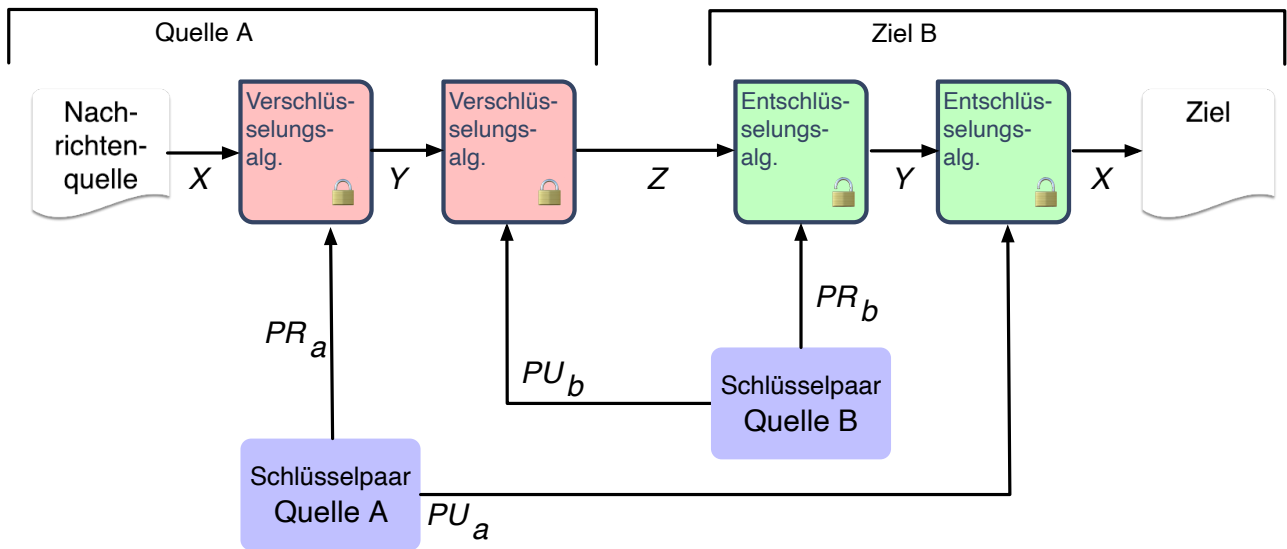 Quelle A
Ziel B
Nach-
richten-
quelle
X
Verschlüs-
selungs-
alg.
Y
Verschlüs-
selungs-
alg.
Z
Entschlüs-
selungs-
alg.
Y
Entschlüs-
selungs-
alg.
X
Ziel
PR a
PU b
PR b
Schlüsselpaar
Quelle B
Schlüsselpaar
Quelle A
PU a